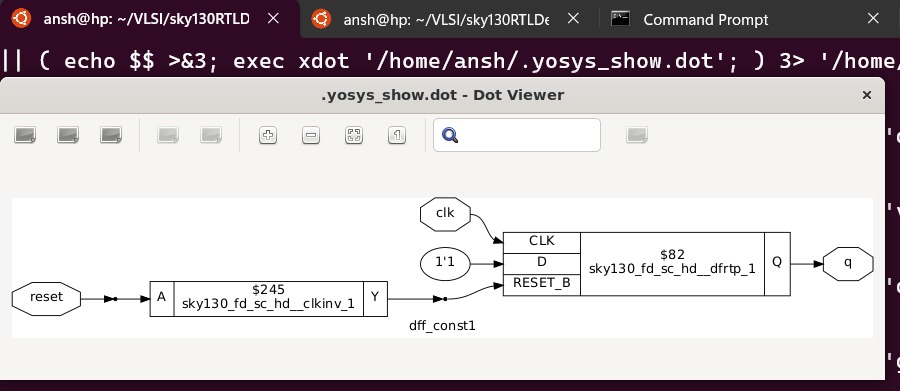 ansh@hp: ~/VLSI/sky130RTLD
ansh@hp: ~/VLSI/sky130RTLDe
Command Prompt
|| ( echo $$ >&3; exec xdot '/home/ansh/.yosys_show.dot'; ) 3> '/home/
.yosys_show.dot - Dot Viewer
clk
CLK
1'1
D
$82
sky130_fd_sc_hd__dfrtp_1
Q
q
RESET_B
reset
A
$245
sky130_fd_sc_hd__clkinv_1
Y
dff_const1